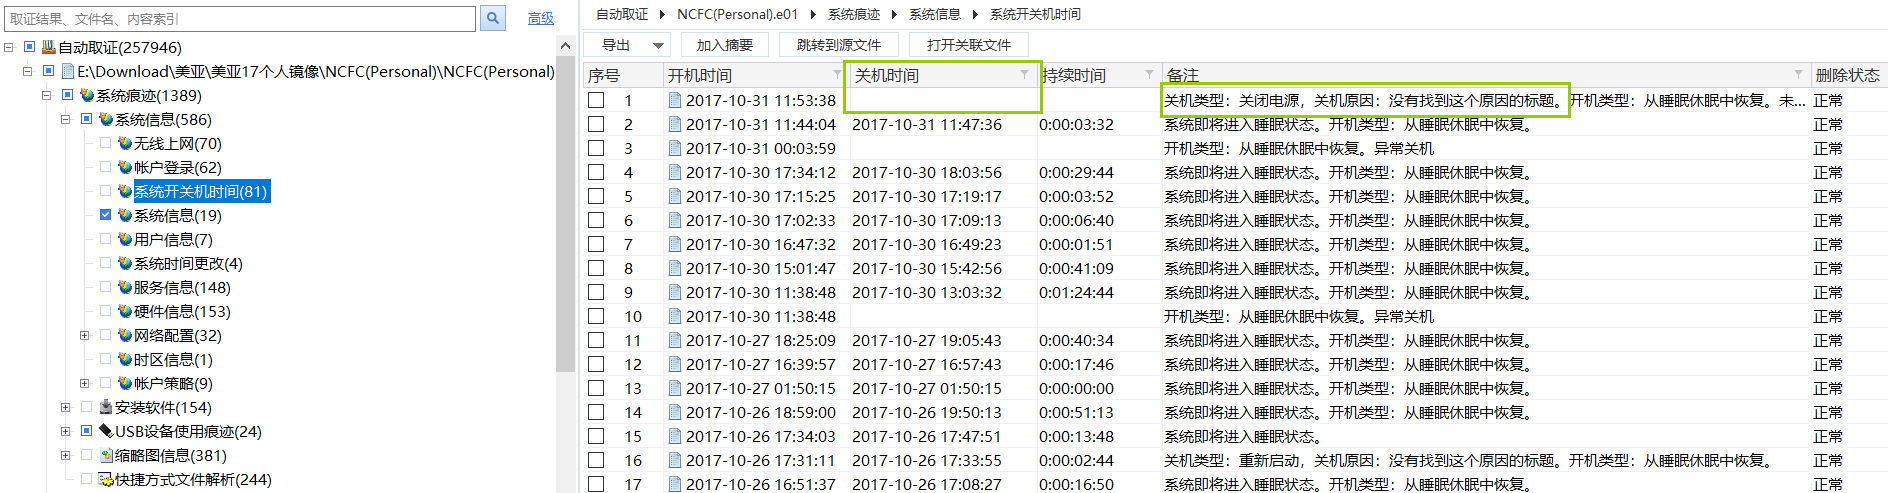 取证结果、文件名、内容索引
高级
自动取证(257946)
E:\Download\美亚\美亚17个人镜像\NCFC(Personal)\NCFC(Personal)
系统痕迹(1389)
系统信息(586)
无线上网(70)
帐户登录(62)
系统开关机时间(81)
系统信息(19)
用户信息(7)
系统时间更改(4)
服务信息(148)
硬件信息(153)
网络配置(32)
时区信息(1)
帐户策略(9)
安装软件(154)
USB设备使用痕迹(24)
缩略图信息(381)
快捷方式文件解析(244)
自动取证 NCFC(Personal).e01 系统痕迹 系统信息 系统开关机时间
导出 加入摘要 跳转到源文件 打开关联文件
序号 开机时间 关机时间 持续时间 备注 删除状态
1 2017-10-31 11:53:38 关机类型：关闭电源，关机原因：没有找到这个原因的标题。开机类型：从睡眠休眠中恢复。未... 正常
2 2017-10-31 11:44:04 2017-10-31 11:47:36 0:00:03:32 系统即将进入睡眠状态。开机类型：从睡眠休眠中恢复。 正常
3 2017-10-31 00:03:59 开机类型：从睡眠休眠中恢复。异常关机 正常
4 2017-10-30 17:34:12 2017-10-30 18:03:56 0:00:29:44 系统即将进入睡眠状态。开机类型：从睡眠休眠中恢复。 正常
5 2017-10-30 17:15:25 2017-10-30 17:19:17 0:00:03:52 系统即将进入睡眠状态。开机类型：从睡眠休眠中恢复。 正常
6 2017-10-30 17:02:33 2017-10-30 17:09:13 0:00:06:40 系统即将进入睡眠状态。开机类型：从睡眠休眠中恢复。 正常
7 2017-10-30 16:47:32 2017-10-30 16:49:23 0:00:01:51 系统即将进入睡眠状态。开机类型：从睡眠休眠中恢复。 正常
8 2017-10-30 15:01:47 2017-10-30 15:42:56 0:00:41:09 系统即将进入睡眠状态。开机类型：从睡眠休眠中恢复。 正常
9 2017-10-30 11:38:48 2017-10-30 13:03:32 0:01:24:44 系统即将进入睡眠状态。开机类型：从睡眠休眠中恢复。 正常
10 2017-10-30 11:38:48 开机类型：从睡眠休眠中恢复。异常关机 正常
11 2017-10-27 18:25:09 2017-10-27 19:05:43 0:00:40:34 系统即将进入睡眠状态。开机类型：从睡眠休眠中恢复。 正常
12 2017-10-27 16:39:57 2017-10-27 16:57:43 0:00:17:46 系统即将进入睡眠状态。开机类型：从睡眠休眠中恢复。 正常
13 2017-10-27 01:50:15 2017-10-27 01:50:15 0:00:00:00 系统即将进入睡眠状态。开机类型：从睡眠休眠中恢复。 正常
14 2017-10-26 18:59:00 2017-10-26 19:50:13 0:00:51:13 系统即将进入睡眠状态。开机类型：从睡眠休眠中恢复。 正常
15 2017-10-26 17:34:03 2017-10-26 17:47:51 0:00:13:48 系统即将进入睡眠状态。 正常
16 2017-10-26 17:31:11 2017-10-26 17:33:55 0:00:02:44 关机类型：重新启动，关机原因：没有找到这个原因的标题。开机类型：从睡眠休眠中恢复。 正常
17 2017-10-26 16:51:37 2017-10-26 17:08:27 0:00:16:50 系统即将进入睡眠状态。开机类型：从睡眠休眠中恢复。 正常